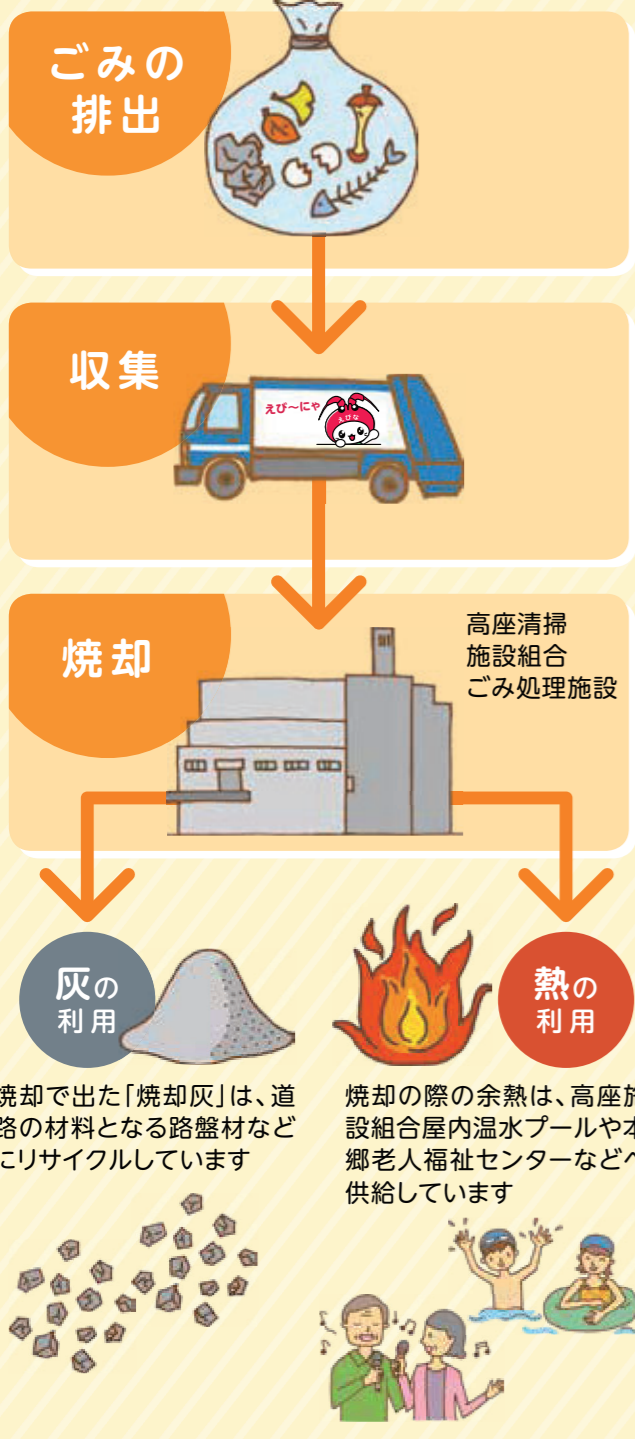 ごみの
排出
収集
えび〜にゃ
えびな
焼却
高座清掃
施設組合
ごみ処理施設
灰の
利用
焼却で出た「焼却灰」は、道
路の材料となる路盤材など
にリサイクルしています
熱の
利用
焼却の際の余熱は、高座施
設組合屋内温水プールや本
郷老人福祉センターなどへ
供給しています